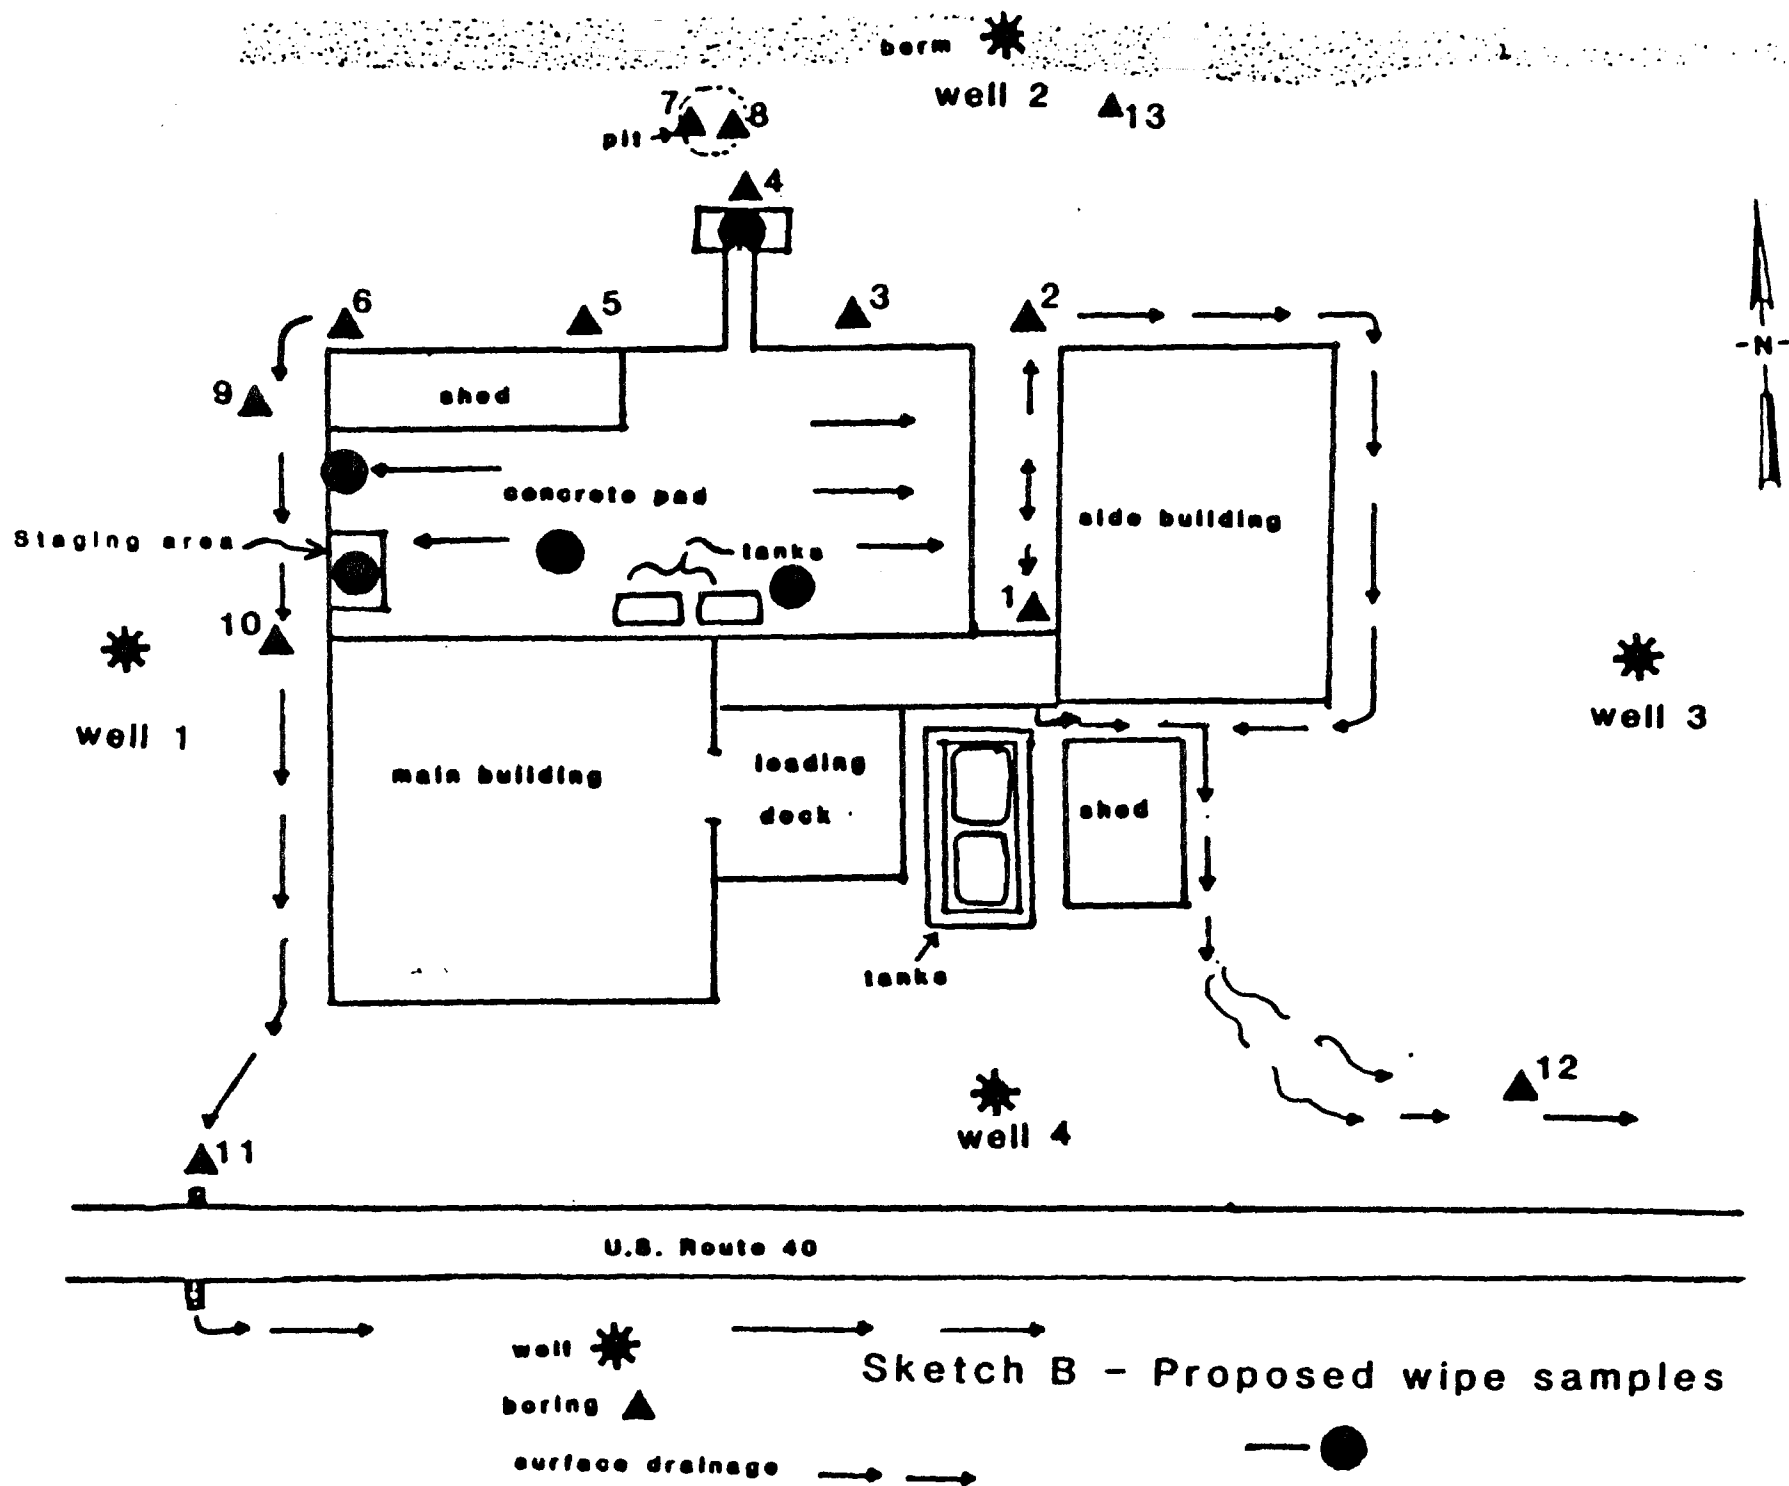 berm
well 2
13
7
8
pit
4
6
5
3
2
9
shed
concrete pad
side building
Staging area
tanks
1
10
well 1
well 3
main building
loading
dock
shed
tanks
12
well 4
11
U.S. Route 40
well
Sketch B - Proposed wipe samples
boring
surface drainage
-N-